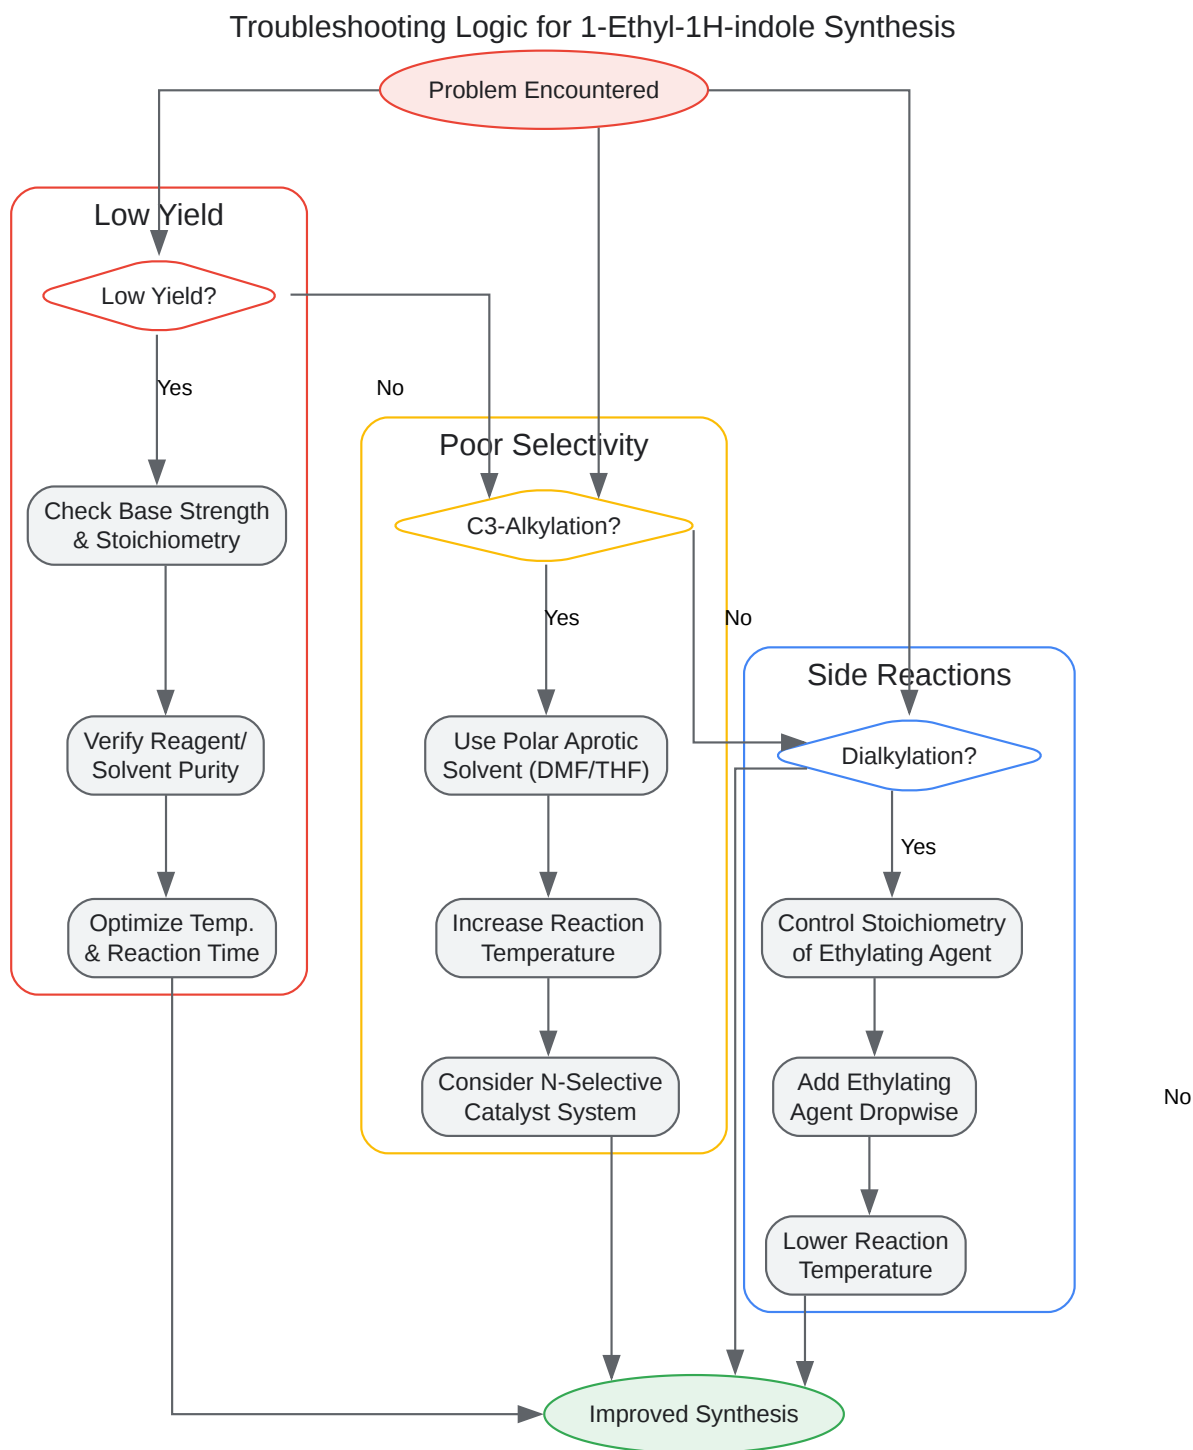 Troubleshooting Logic for 1-Ethyl-1H-indole Synthesis
Problem Encountered
Low Yield
Low Yield?
Yes
No
Check Base Strength
& Stoichiometry
Verify Reagent/
Solvent Purity
Optimize Temp.
& Reaction Time
Poor Selectivity
C3-Alkylation?
Yes
No
Use Polar Aprotic
Solvent (DMF/THF)
Increase Reaction
Temperature
Consider N-Selective
Catalyst System
Side Reactions
Dialkylation?
Yes
No
Control Stoichiometry
of Ethylating Agent
Add Ethylating
Agent Dropwise
Lower Reaction
Temperature
Improved Synthesis